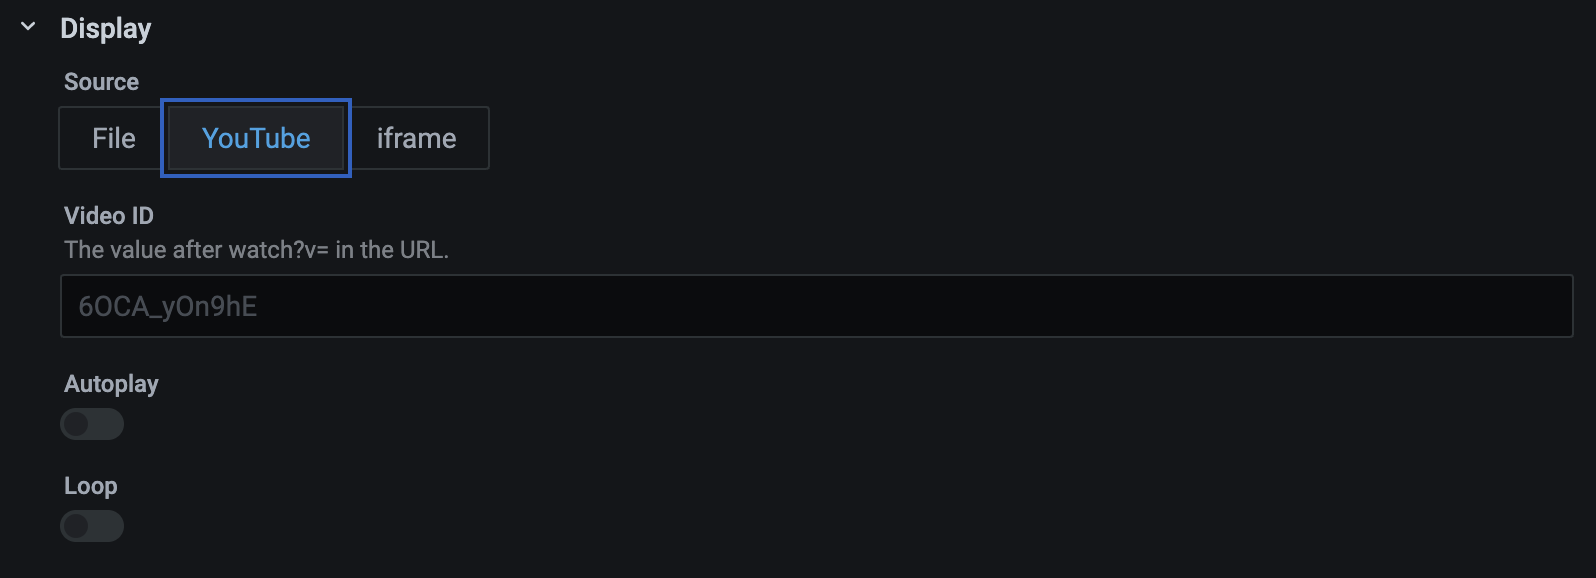 Display
Source
File YouTube iframe
Video ID
The value after watch?v= in the URL.
6OCA_yOn9hE
Autoplay
Loop